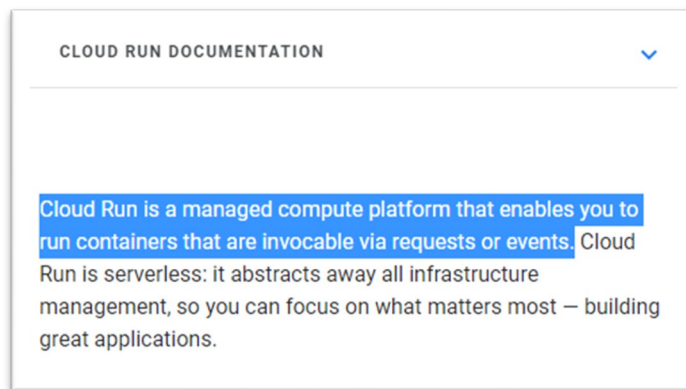 CLOUD RUN DOCUMENTATION
Cloud Run is a managed compute platform that enables you to
run containers that are invocable via requests or events. Cloud
Run is serverless: it abstracts away all infrastructure
management, so you can focus on what matters most — building
great applications.